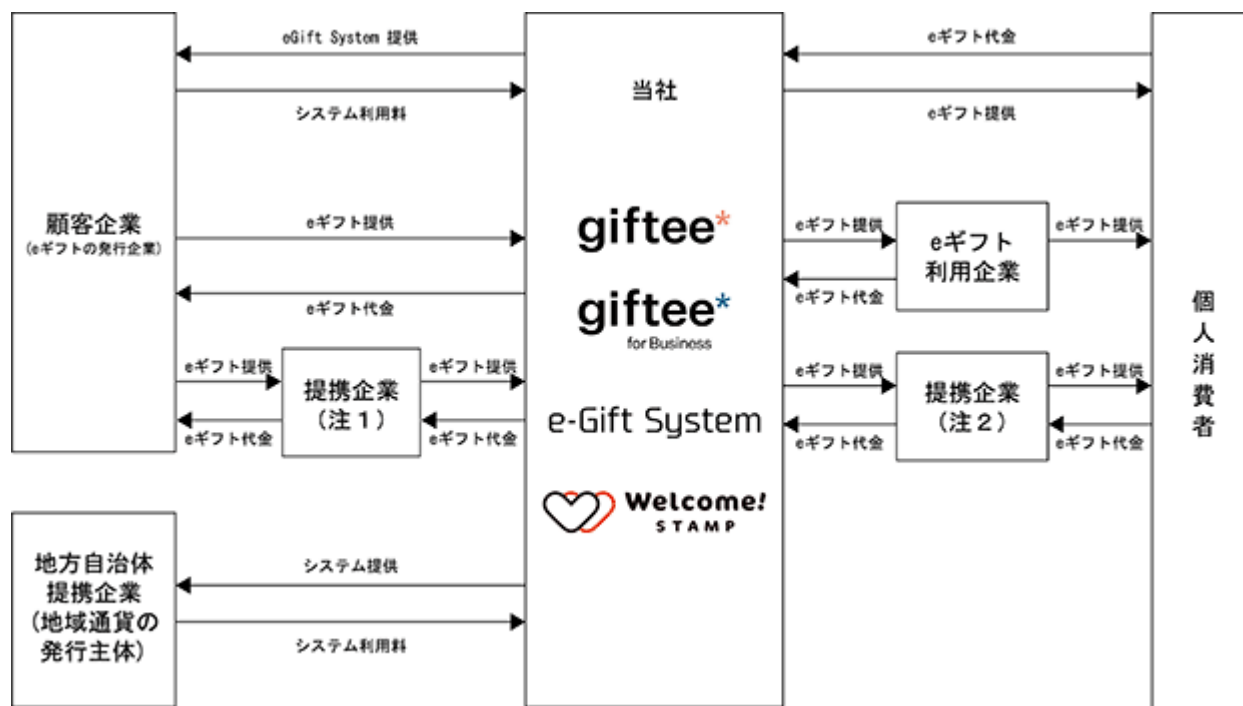 eGift System 提供
システム利用料
顧客企業
(eギフトの発行企業)
eギフト提供
eギフト代金
eギフト提供
eギフト代金
提携企業
(注1)
eギフト提供
eギフト代金
地方自治体
提携企業
(地域通貨の
発行主体)
システム提供
システム利用料
当社
giftee*
giftee*
for Business
e-Gift System
Welcome!
STAMP
eギフト代金
eギフト提供
eギフト提供
eギフト代金
eギフト
利用企業
eギフト提供
eギフト提供
eギフト代金
提携企業
(注2)
eギフト提供
eギフト代金
個人消費者